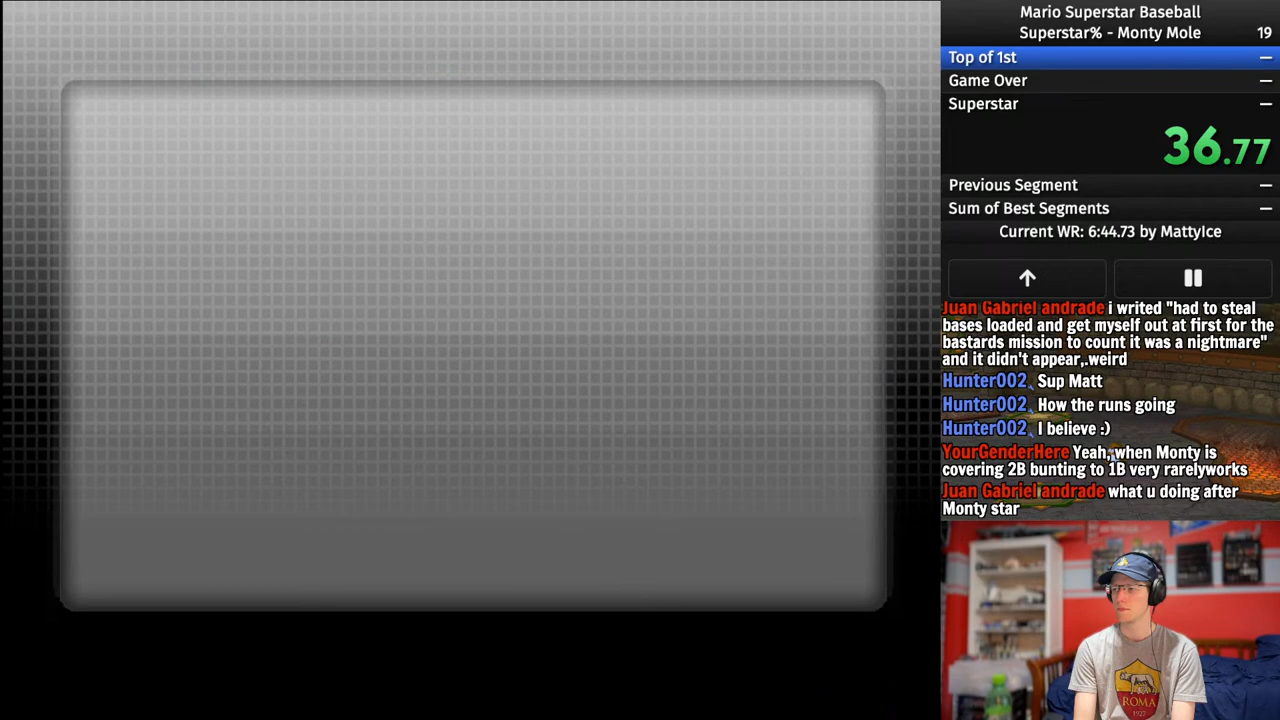 Mario Superstar Baseball
Superstar% - Monty Mole 19
Top of 1st —
Game Over —
Superstar —
36.77
Previous Segment —
Sum of Best Segments —
Current WR: 6:44.73 by MattyIce
Juan Gabriel andrade i writed "had to steal
bases loaded and get myself out at first for the
bastards mission to count it was a nightmare"
and it didn't appear,.weird
Hunter002 Sup Matt
Hunter002 How the runs going
Hunter002 I believe :)
YourGenderHere Yeah, when Monty is
covering 2B bunting to 1B very rarelyworks
Juan Gabriel andrade what u doing after
Monty star
ROMA
1927